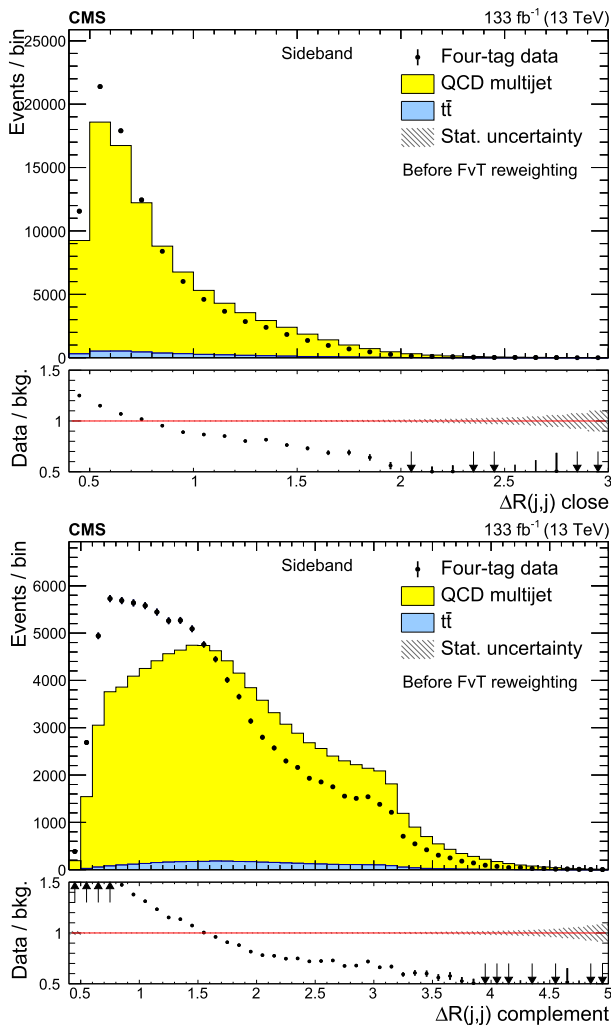 CMS 133 fb⁻¹ (13 TeV)
Events / bin
25000
20000
15000
10000
5000
0
Sideband
Four-tag data
QCD multijet
tt̄
Stat. uncertainty
Before FvT reweighting
Data / bkg.
1.5
1
0.5
0.5 1 1.5 2 2.5 3
ΔR(j,j) close
CMS 133 fb⁻¹ (13 TeV)
Events / bin
6000
5000
4000
3000
2000
1000
0
Sideband
Four-tag data
QCD multijet
tt̄
Stat. uncertainty
Before FvT reweighting
Data / bkg.
1.5
1
0.5
0.5 1 1.5 2 2.5 3 3.5 4 4.5 5
ΔR(j,j) complement